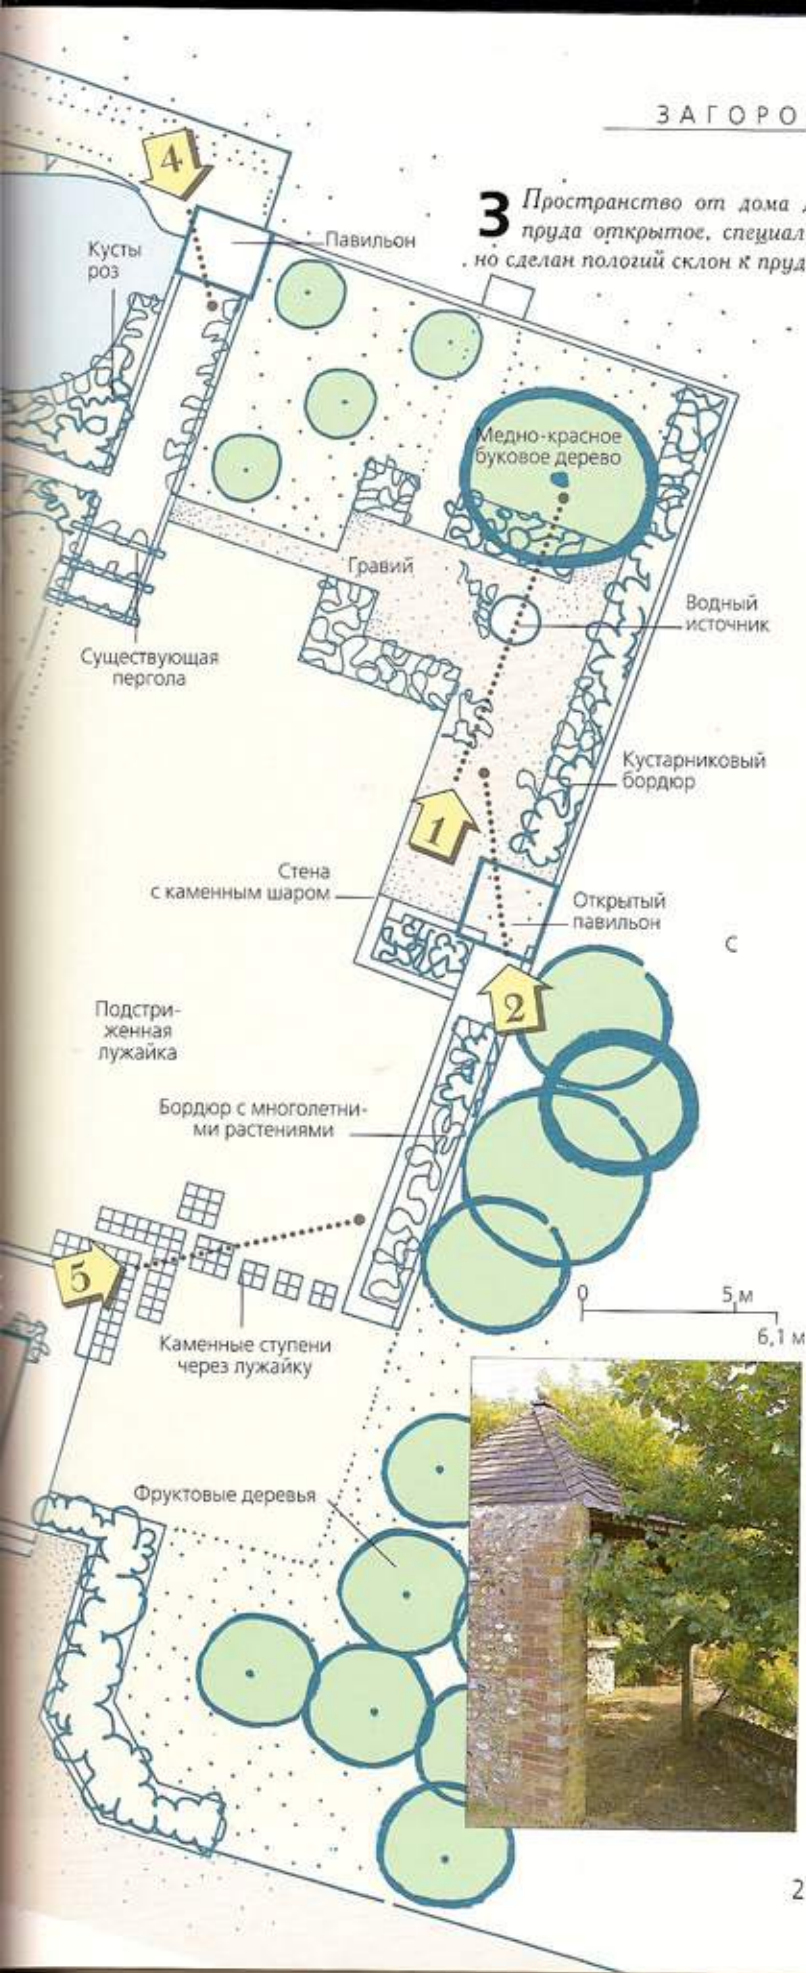 ЗАГОРО
4
3 Пространство от дома
пруда открытое, специал
но сделан пологий склон к пруд
Павильон
Кусты
роз
Медно-красное
буковое дерево
Гравий
Водный
источник
Существующая
пергола
Кустарниковый
бордюр
1
Стена
с каменным шаром
Открытый
павильон
С
2
Подстри-
женная
лужайка
Бордюр с многолетни-
ми растениями
5
0 5 м
6,1 м
Каменные ступени
через лужайку
Фруктовые деревья
2